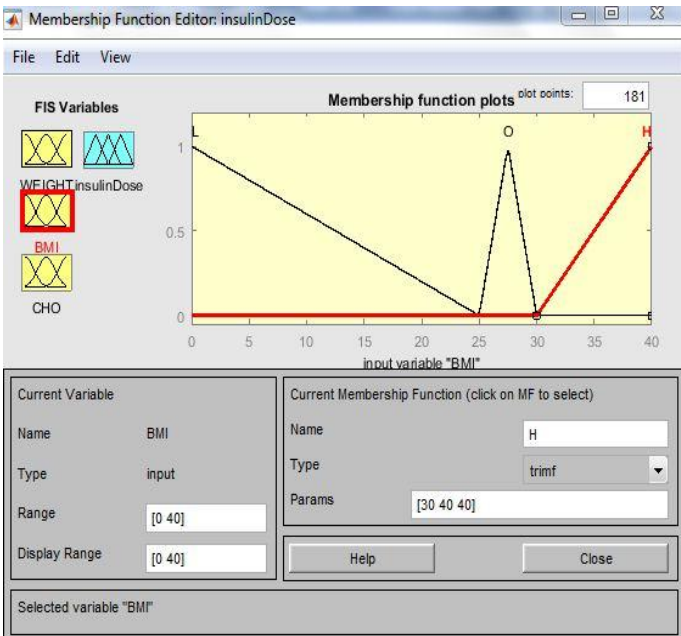 Membership Function Editor: insulinDose
File Edit View
FIS Variables
WEIGHT insulinDose
BMI
CHO
Membership function plots plot points: 181
L O H
1
0.5
0
0 5 10 15 20 25 30 35 40
input variable "BMI"
Current Variable
Name BMI
Type input
Range [0 40]
Display Range [0 40]
Current Membership Function (click on MF to select)
Name H
Type trimf
Params [30 40 40]
Help Close
Selected variable "BMI"